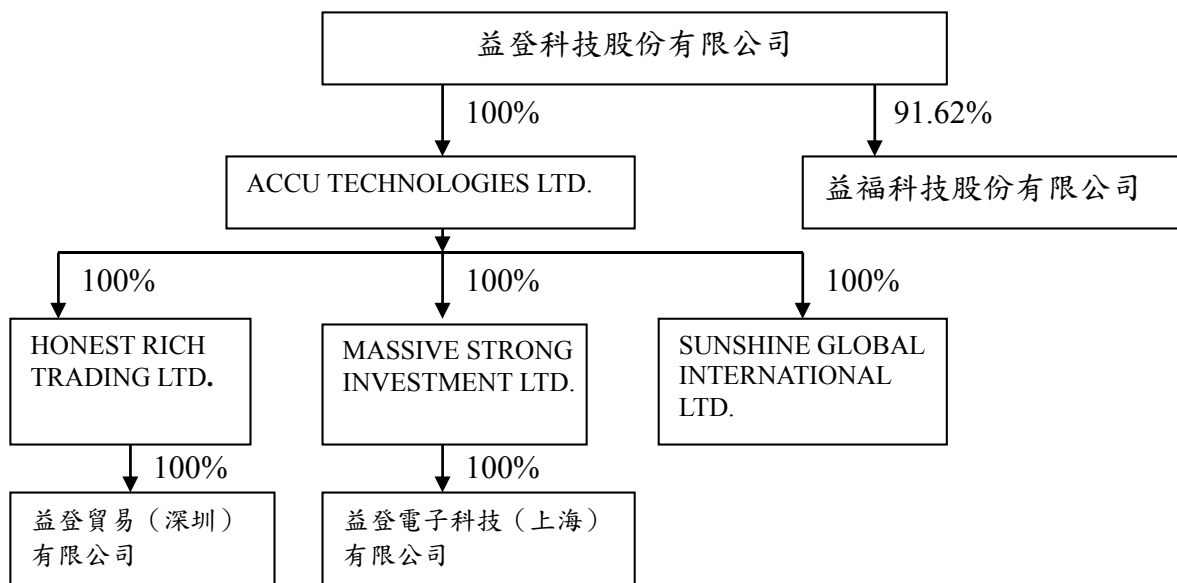 益登科技股份有限公司
100%
91.62%
ACCU TECHNOLOGIES LTD.
益福科技股份有限公司
100%
100%
100%
HONEST RICH
TRADING LTD.
MASSIVE STRONG
INVESTMENT LTD.
SUNSHINE GLOBAL
INTERNATIONAL
LTD.
100%
100%
益登貿易（深圳）
有限公司
益登電子科技（上海）
有限公司